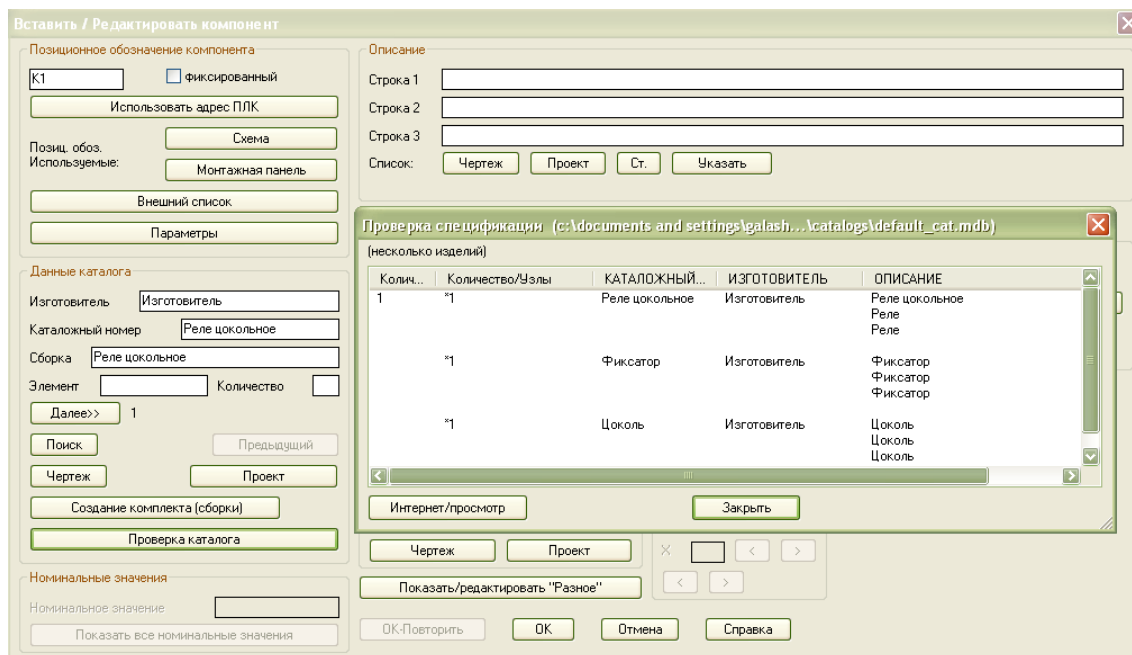 Вставить / Редактировать компонент
Позиционное обозначение компонента
K1
фиксированный
Использовать адрес ПЛК
Позиц. обоз.
Используемые:
Схема
Монтажная панель
Внешний список
Параметры
Данные каталога
Изготовитель Изготовитель
Каталожный номер Реле цокольное
Сборка Реле цокольное
Элемент Количество
Далее>> 1
Поиск Предыдущий
Чертеж Проект
Создание комплекта (сборки)
Проверка каталога
Номинальные значения
Номинальное значение
Показать все номинальные значения
Описание
Строка 1
Строка 2
Строка 3
Список: Чертеж Проект Ст. Указать
Проверка спецификации (c:\documents and settings\galash...\catalogs\default_cat.mdb)
(несколько изделий)
Колич... Количество/Узлы КАТАЛОЖНЫЙ... ИЗГОТОВИТЕЛЬ ОПИСАНИЕ
1 *1 Реле цокольное Изготовитель Реле цокольное
Реле
Реле
*1 Фиксатор Изготовитель Фиксатор
Фиксатор
Фиксатор
*1 Цоколь Изготовитель Цоколь
Цоколь
Цоколь
Интернет/просмотр Закрыть
Чертеж Проект X < >
Показать/редактировать "Разное" < >
ОК-Повторить ОК Отмена Справка